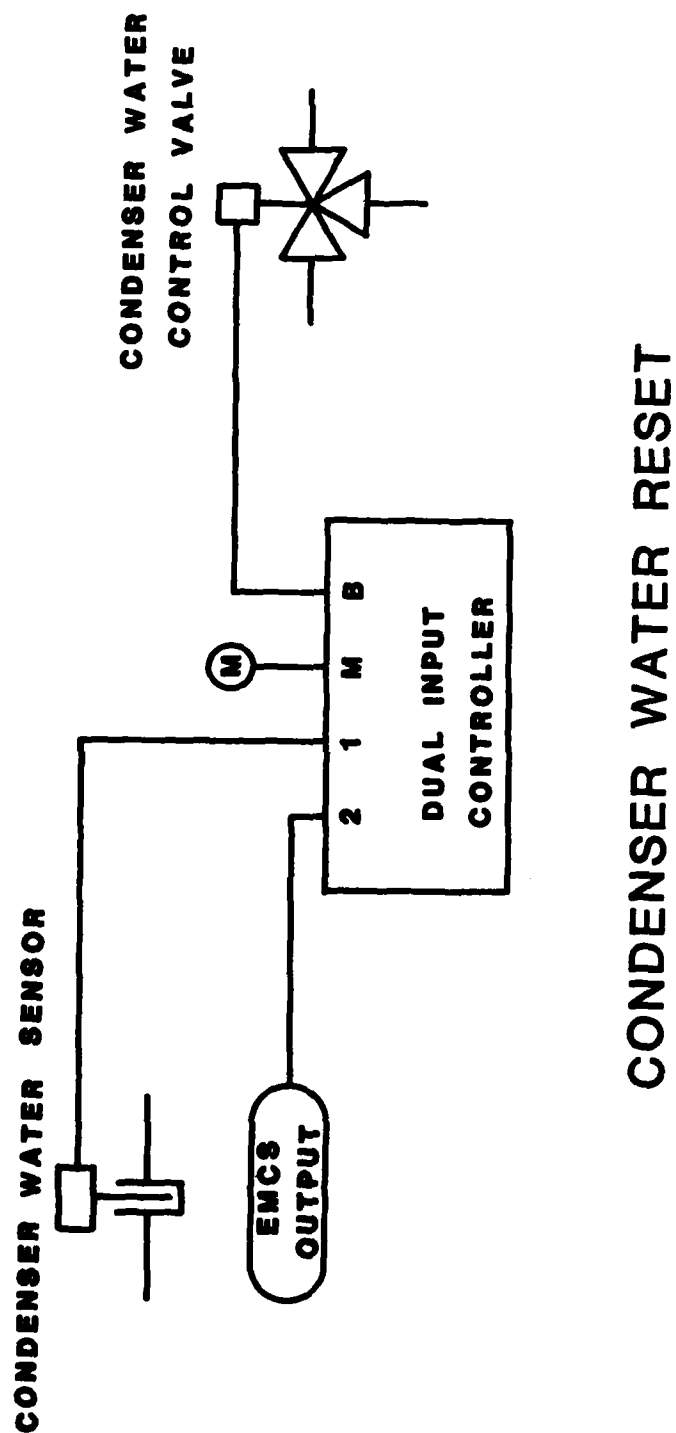 CONDENSER WATER SENSOR
CONDENSER WATER
CONTROL VALVE
EMCS
OUTPUT
M
2 1 M B
DUAL INPUT
CONTROLLER
CONDENSER WATER RESET